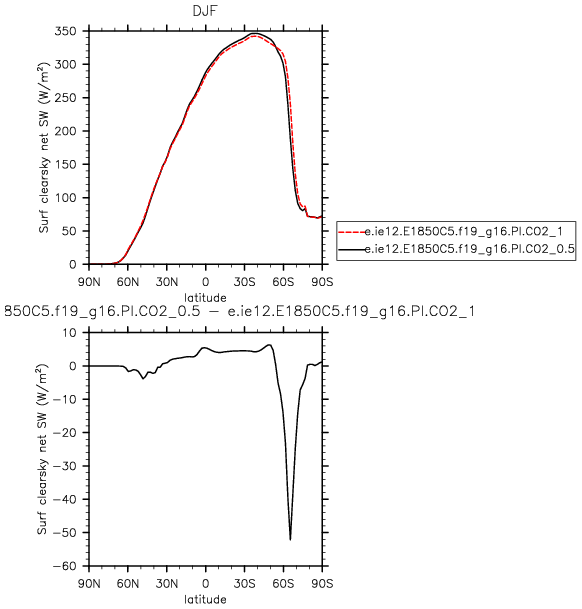 DJF
350
300
250
200
150
100
50
0
Surf clearsky net SW (W/m²)
90N 60N 30N 0 30S 60S 90S
latitude
e.ie12.E1850C5.f19_g16.PI.CO2_1
e.ie12.E1850C5.f19_g16.PI.CO2_0.5
850C5.f19_g16.PI.CO2_0.5 – e.ie12.E1850C5.f19_g16.PI.CO2_1
10
0
−10
−20
−30
−40
−50
−60
Surf clearsky net SW (W/m²)
90N 60N 30N 0 30S 60S 90S
latitude